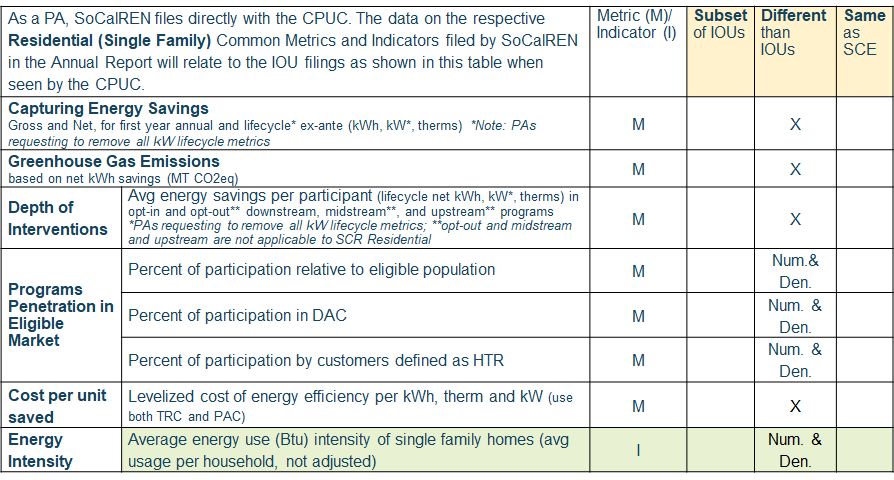 As a PA, SoCalREN files directly with the CPUC. The data on the respective
Residential (Single Family) Common Metrics and Indicators filed by SoCalREN
in the Annual Report will relate to the IOU filings as shown in this table when
seen by the CPUC.
Metric (M)/
Indicator (I)
Subset
of IOUs
Different
than
IOUs
Same
as
SCE
Capturing Energy Savings
Gross and Net, for first year annual and lifecycle* ex-ante (kWh, kW*, therms) *Note: PAs
requesting to remove all kW lifecycle metrics
M
X
Greenhouse Gas Emissions
based on net kWh savings (MT CO2eq)
M
X
Depth of
Interventions
Avg energy savings per participant (lifecycle net kWh, kW*, therms) in
opt-in and opt-out** downstream, midstream**, and upstream** programs
*PAs requesting to remove all kW lifecycle metrics; **opt-out and midstream
and upstream are not applicable to SCR Residential
M
X
Programs
Penetration in
Eligible
Market
Percent of participation relative to eligible population
M
Num.&
Den.
Percent of participation in DAC
M
Num. &
Den.
Percent of participation by customers defined as HTR
M
Num. &
Den.
Cost per unit
saved
Levelized cost of energy efficiency per kWh, therm and kW (use
both TRC and PAC)
M
X
Energy
Intensity
Average energy use (Btu) intensity of single family homes (avg
usage per household, not adjusted)
I
Num. &
Den.